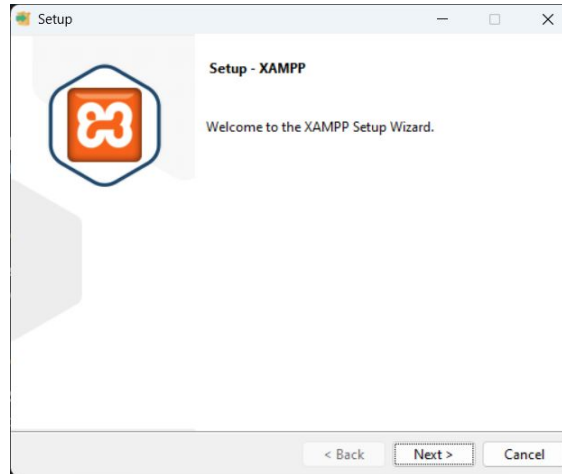 Setup
Setup - XAMPP
Welcome to the XAMPP Setup Wizard.
< Back
Next >
Cancel